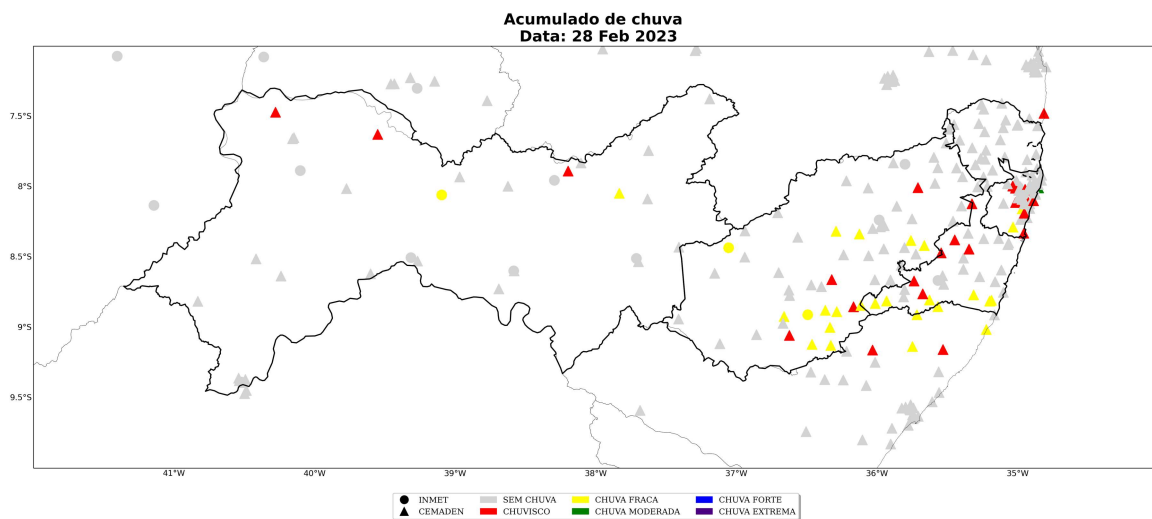 Acumulado de chuva
Data: 28 Feb 2023
7.5°S
8°S
8.5°S
9°S
9.5°S
41°W 40°W 39°W 38°W 37°W 36°W 35°W
INMET SEM CHUVA CHUVA FRACA CHUVA FORTE
CEMADEN CHUVISCO CHUVA MODERADA CHUVA EXTREMA